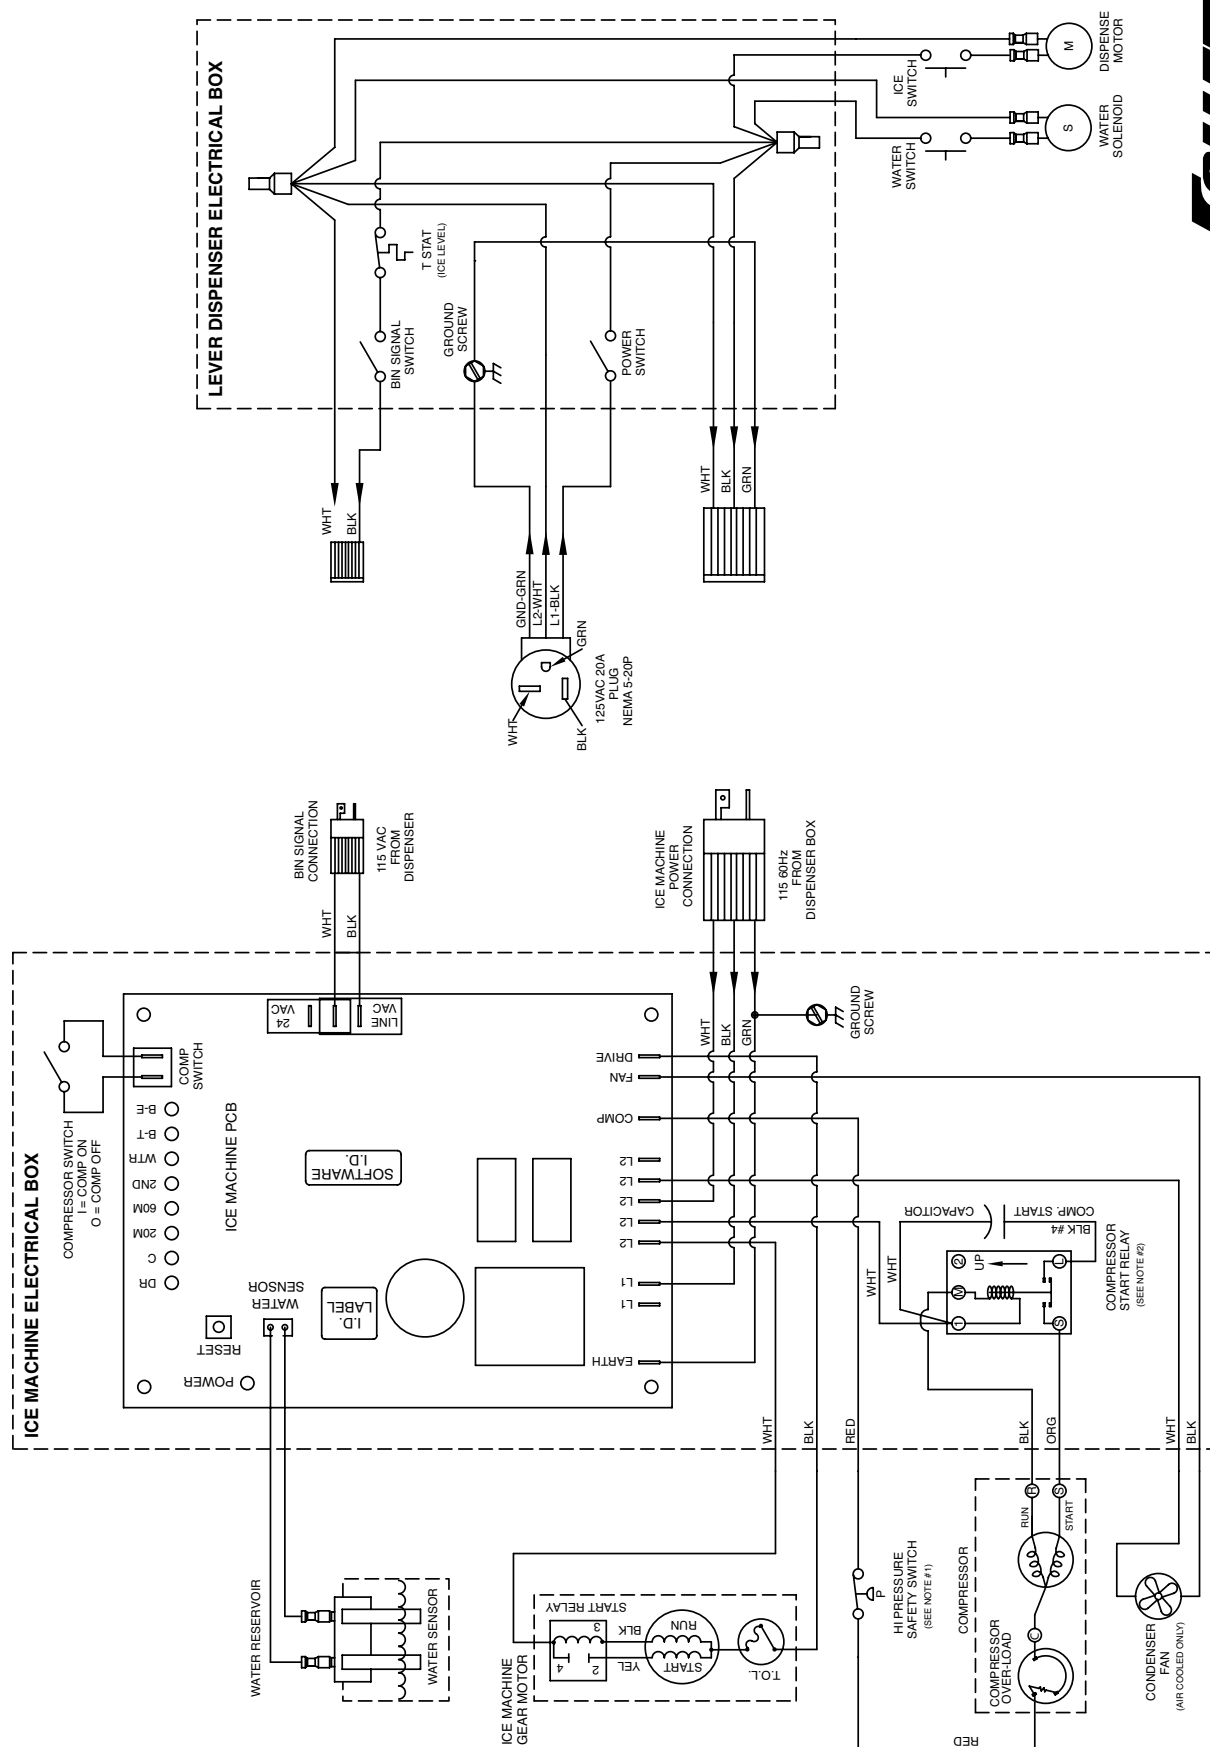 LEVER DISPENSER ELECTRICAL BOX
DISPENSE
MOTOR
M
ICE
SWITCH
WATER
SOLENOID
S
WATER
SWITCH
T STAT
(ICE LEVEL)
BIN SIGNAL
SWITCH
GROUND
SCREW
POWER
SWITCH
WHT
BLK
WHT
BLK
GRN
GND-GRN
L2-WHT
L1-BLK
GRN
WHT
BLK
125VAC 20A
PLUG
NEMA 5-20P
BIN SIGNAL
CONNECTION
115 VAC
FROM
DISPENSER
WHT
BLK
ICE MACHINE
POWER
CONNECTION
115 60Hz
FROM
DISPENSER BOX
ICE MACHINE ELECTRICAL BOX
COMPRESSOR SWITCH
I = COMP ON
O = COMP OFF
COMP
SWITCH
24
VAC
LINE
VAC
B-E
B-T
WTR
2ND
60M
20M
C
DR
ICE MACHINE PCB
SOFTWARE
I.D.
I.D.
LABEL
WATER
SENSOR
RESET
POWER
DRIVE
FAN
COMP
L2
L2
L2
L2
L2
L1
L1
EARTH
WHT
BLK
GRN
GROUND
SCREW
WHT
WHT
CAPACITOR
COMP. START
BLK #4
2
UP
M
L
1
S
COMPRESSOR
START RELAY
(SEE NOTE #2)
WHT
BLK
RED
BLK
ORG
WHT
BLK
WATER RESERVOIR
WATER SENSOR
ICE MACHINE
GEAR MOTOR
START RELAY
3
4
2
BLK
YEL
RUN
START
T.O.L.
P
HI PRESSURE
SAFETY SWITCH
(SEE NOTE #1)
COMPRESSOR
RUN
R
START
S
C
COMPRESSOR
OVER-LOAD
RED
CONDENSER
FAN
(AIR COOLED ONLY)